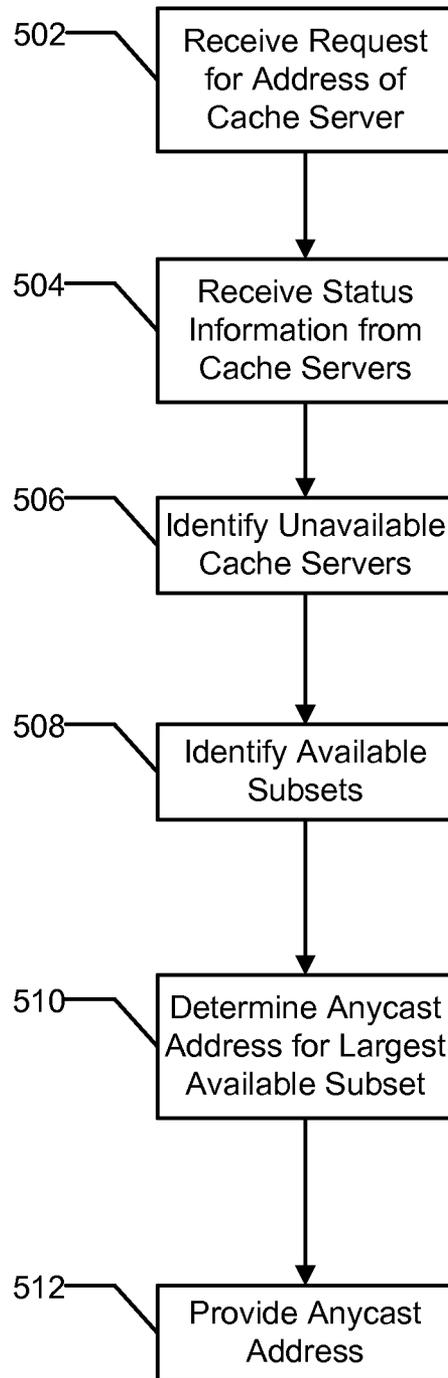 502
Receive Request
for Address of
Cache Server
504
Receive Status
Information from
Cache Servers
506
Identify Unavailable
Cache Servers
508
Identify Available
Subsets
510
Determine Anycast
Address for Largest
Available Subset
512
Provide Anycast
Address